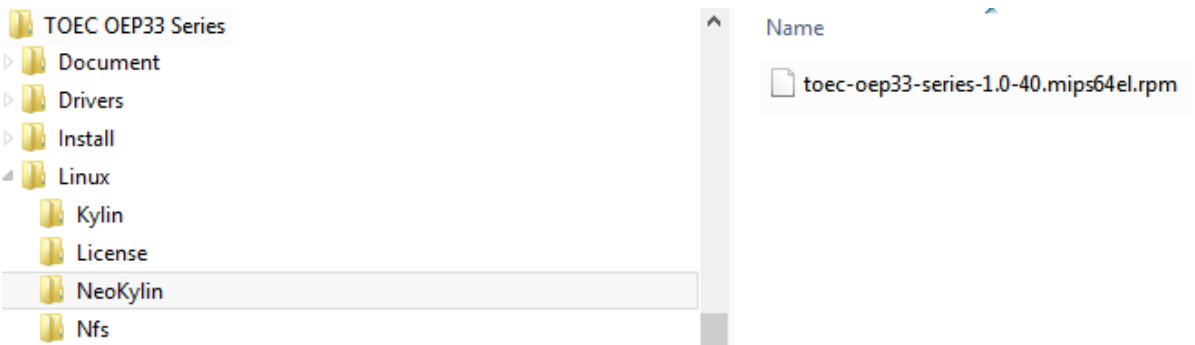 TOEC OEP33 Series
Document
Drivers
Install
Linux
Kylin
License
NeoKylin
Nfs
Name
toec-oep33-series-1.0-40.mips64el.rpm